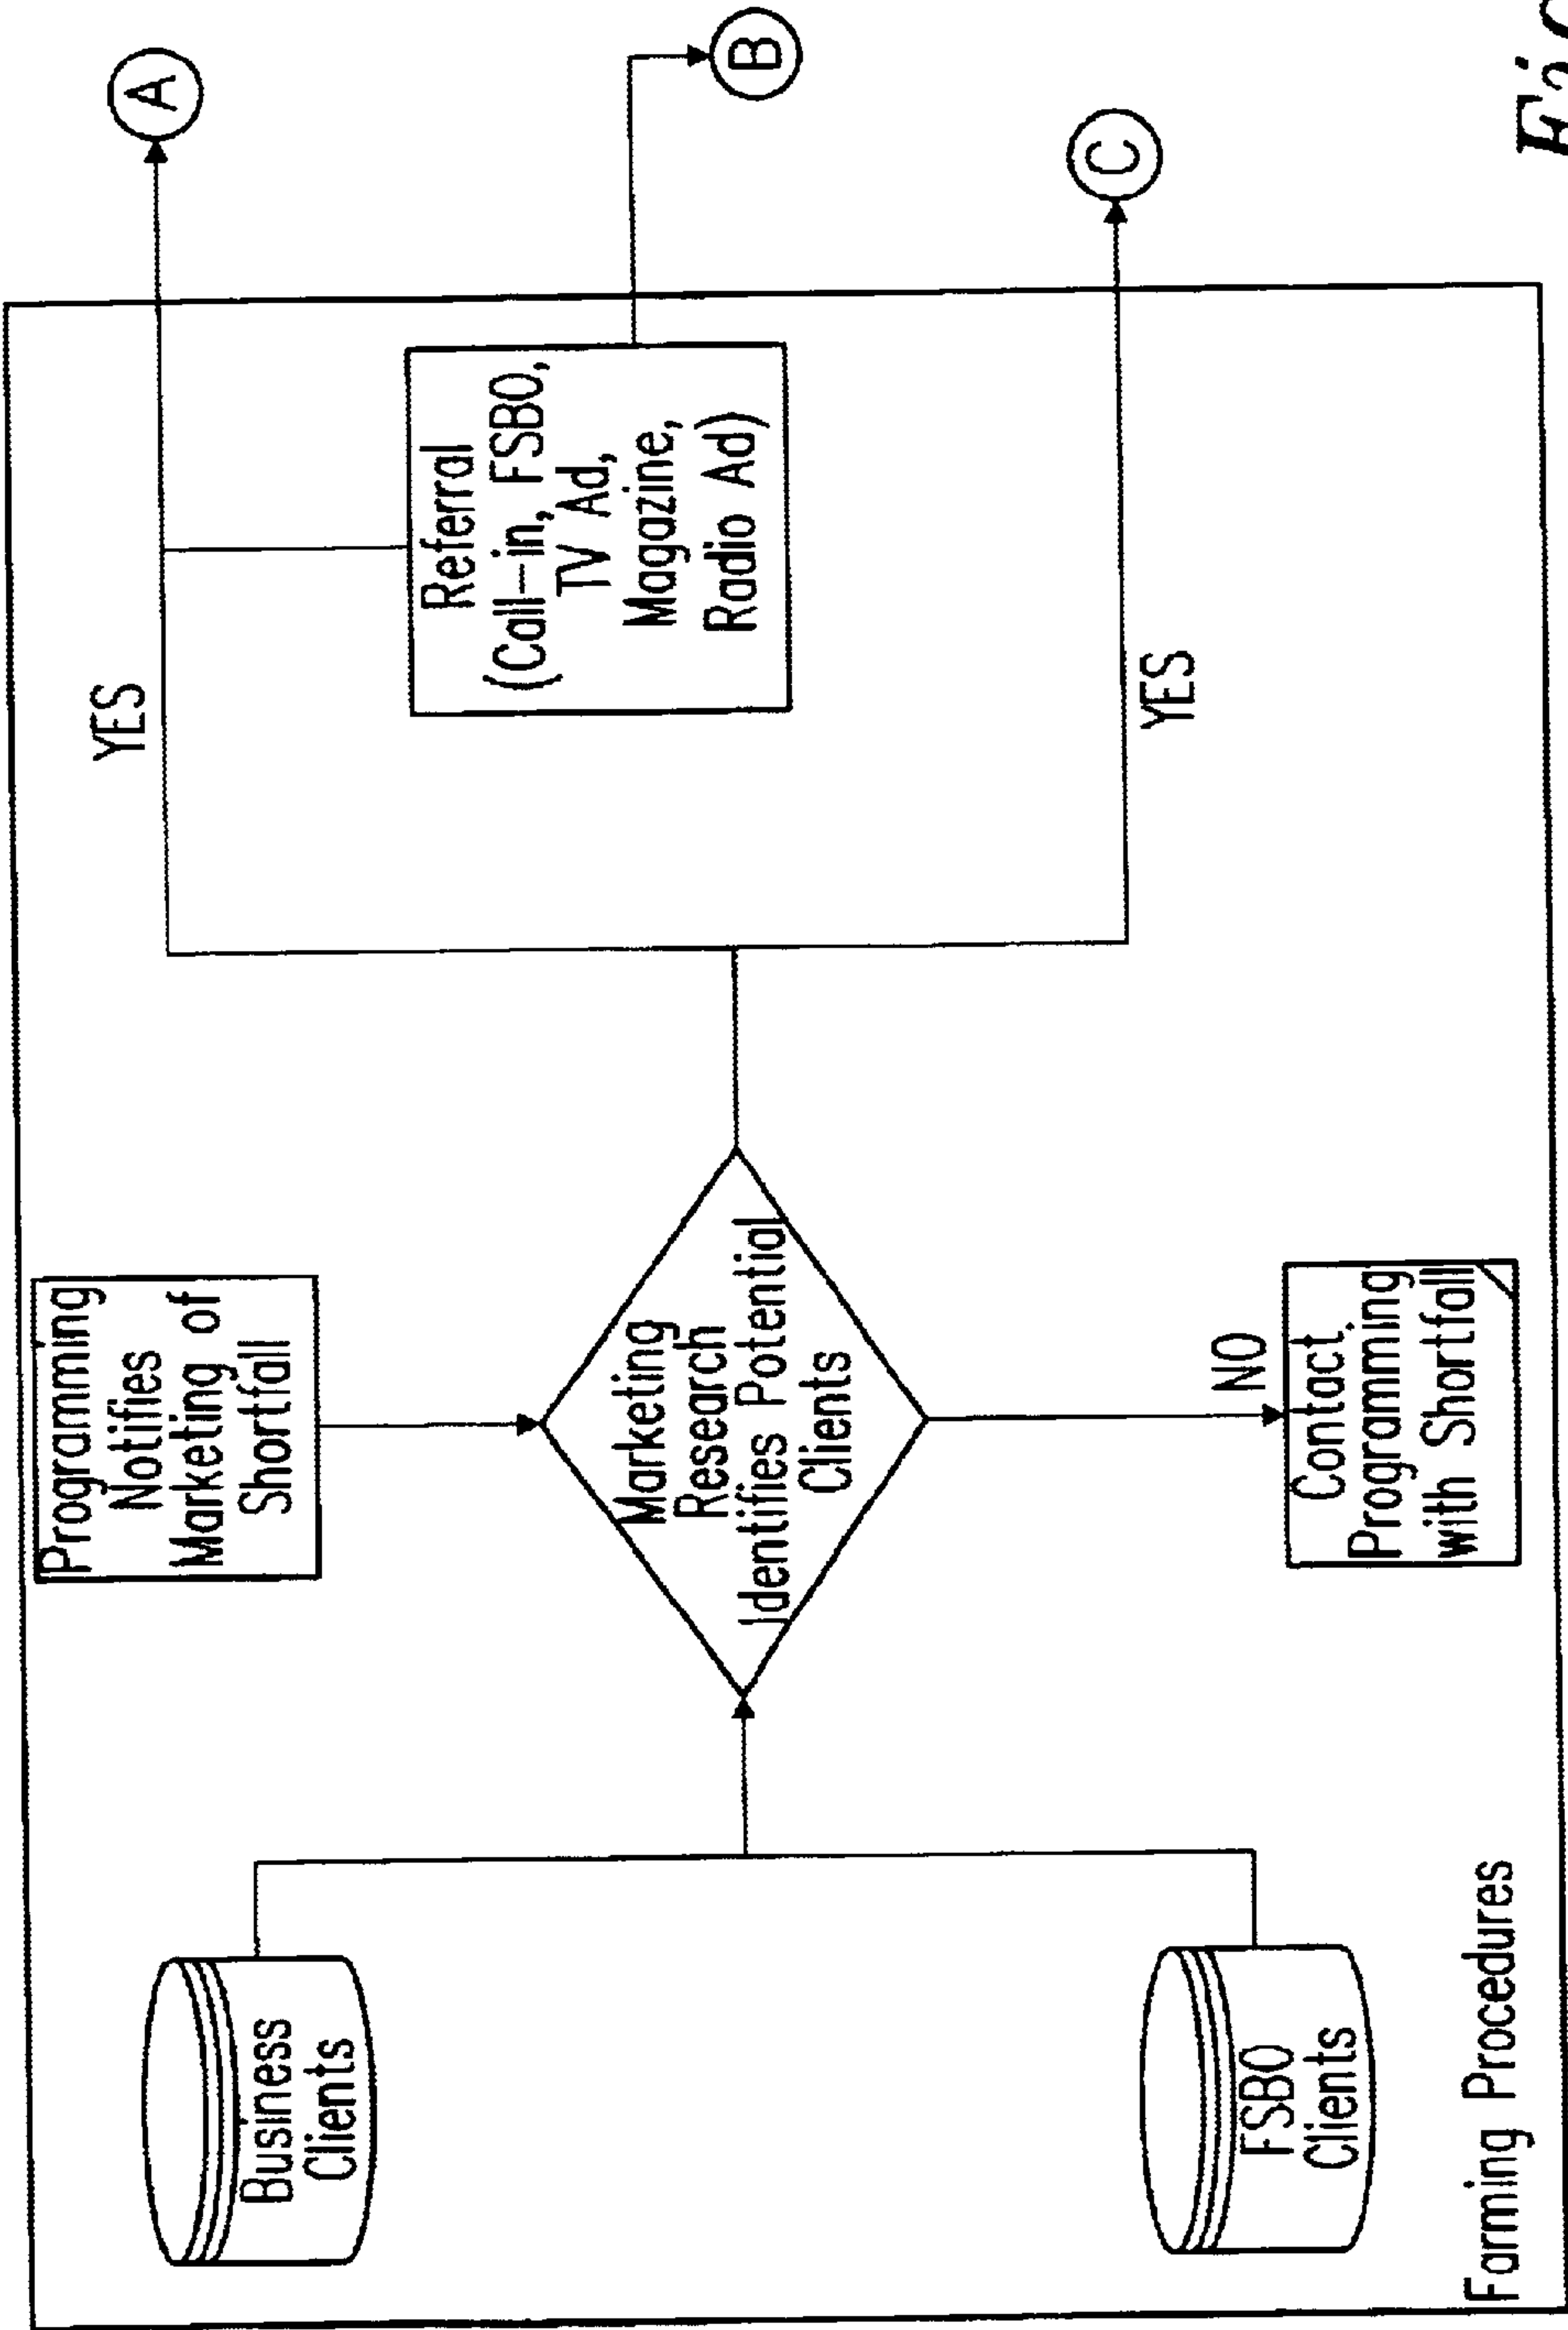 A
YES
Programming
Notifies
Marketing of
Shortfall
Business
Clients
Referral
(Call-in, FSBO,
TV Ad,
Magazine,
Radio Ad)
B
Marketing
Research
Identifies Potential
Clients
C
YES
NO
FSBO
Clients
Contact
Programming
with Shortfall
Farming Procedures